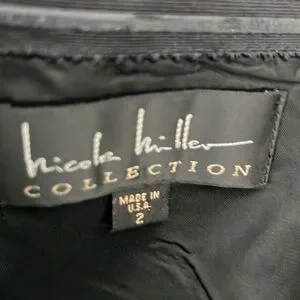 Nicole Miller
COLLECTION
MADE IN
U.S.A.
2